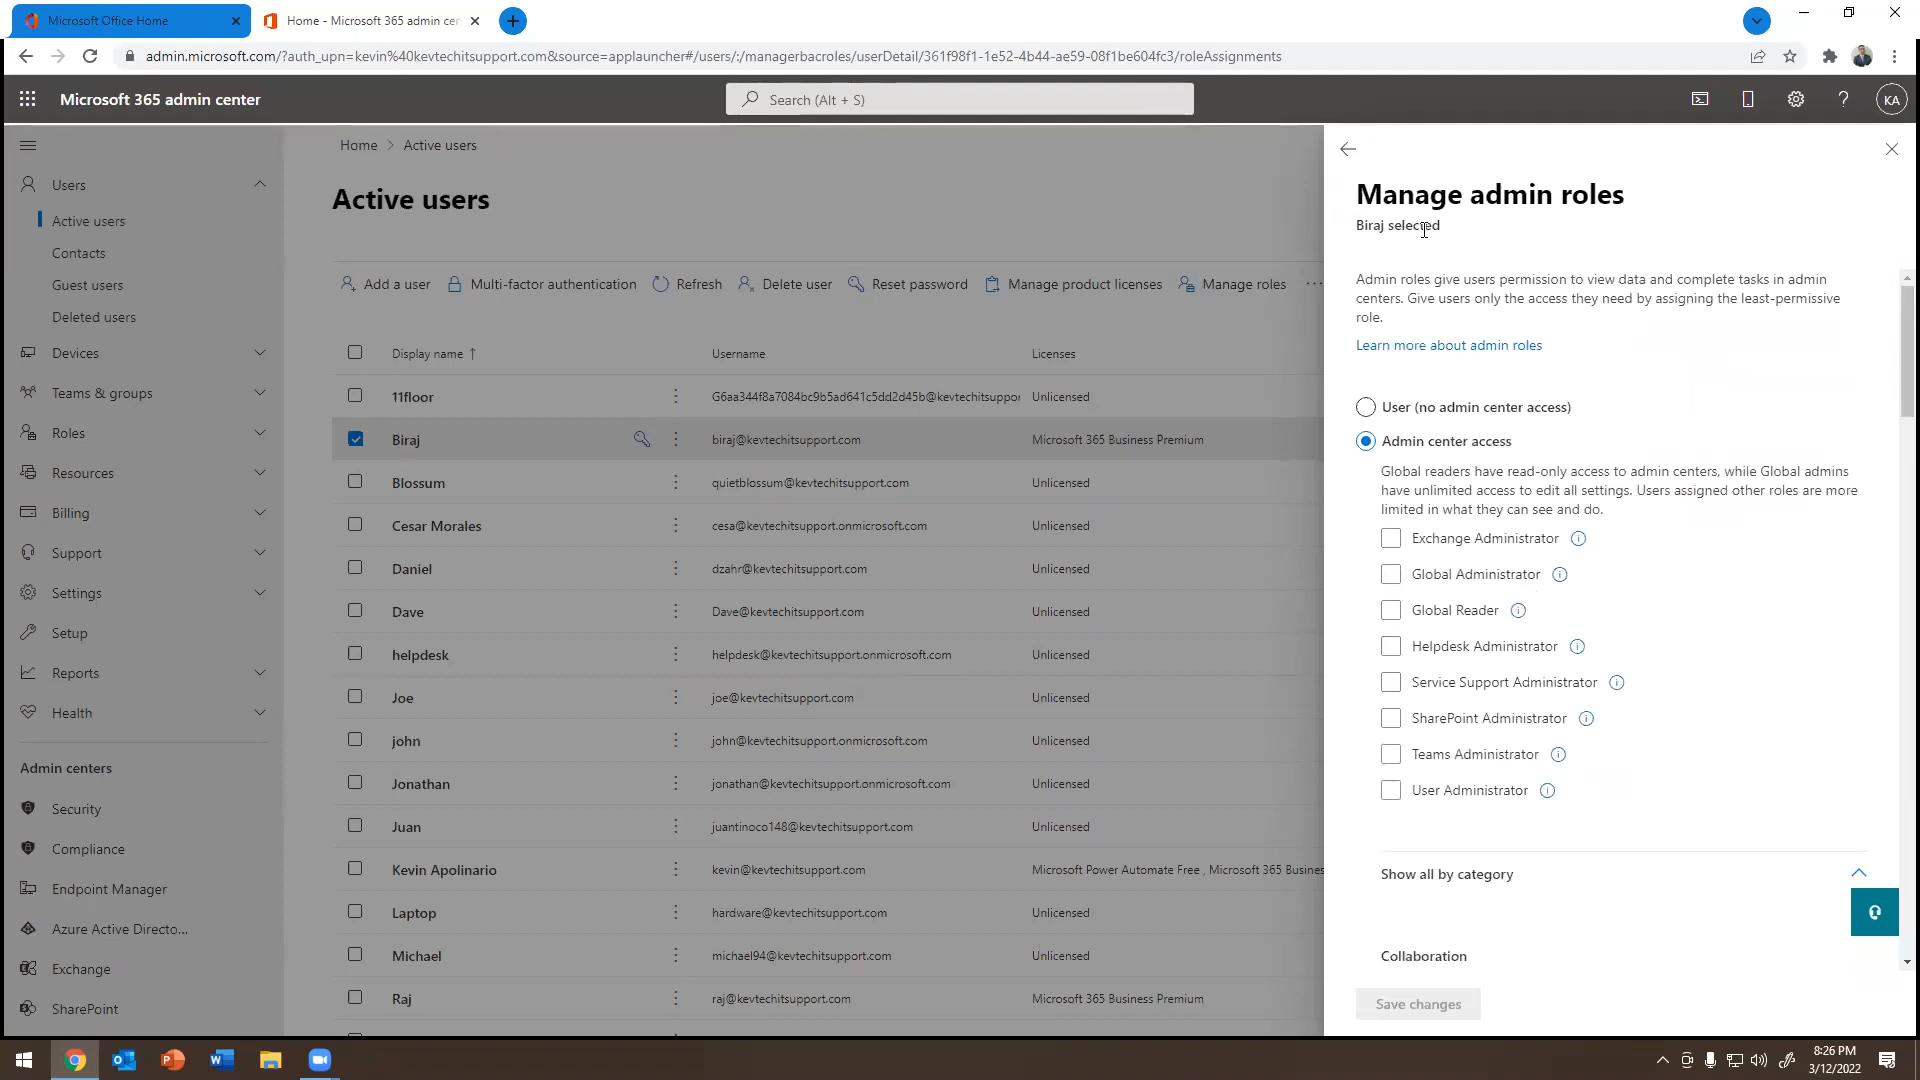 Microsoft Office Home
Home - Microsoft 365 admin cen
admin.microsoft.com/?auth_upn=kevin%40kevtechitsupport.com&source=applauncher#/users/:/managerbacroles/userDetail/361f98f1-1e52-4b44-ae59-08f1be604fc3/roleAssignments
Microsoft 365 admin center
Search (Alt + S)
KA
Users
Active users
Contacts
Guest users
Deleted users
Devices
Teams & groups
Roles
Resources
Billing
Support
Settings
Setup
Reports
Health
Admin centers
Security
Compliance
Endpoint Manager
Azure Active Directo...
Exchange
SharePoint
Home > Active users
Active users
Add a user Multi-factor authentication Refresh Delete user Reset password Manage product licenses Manage roles ...
Display name ↑ Username Licenses
11floor G6aa344f8a7084bc9b5ad641c5dd2d45b@kevtechitsuppor Unlicensed
Biraj biraj@kevtechitsupport.com Microsoft 365 Business Premium
Blossum quietblossum@kevtechitsupport.com Unlicensed
Cesar Morales cesa@kevtechitsupport.onmicrosoft.com Unlicensed
Daniel dzahr@kevtechitsupport.com Unlicensed
Dave Dave@kevtechitsupport.com Unlicensed
helpdesk helpdesk@kevtechitsupport.onmicrosoft.com Unlicensed
Joe joe@kevtechitsupport.com Unlicensed
john john@kevtechitsupport.onmicrosoft.com Unlicensed
Jonathan jonathan@kevtechitsupport.onmicrosoft.com Unlicensed
Juan juantinoco148@kevtechitsupport.com Unlicensed
Kevin Apolinario kevin@kevtechitsupport.com Microsoft Power Automate Free , Microsoft 365 Busines
Laptop hardware@kevtechitsupport.com Unlicensed
Michael michael94@kevtechitsupport.com Unlicensed
Raj raj@kevtechitsupport.com Microsoft 365 Business Premium
Manage admin roles
Biraj selected
Admin roles give users permission to view data and complete tasks in admin
centers. Give users only the access they need by assigning the least-permissive
role.
Learn more about admin roles
User (no admin center access)
Admin center access
Global readers have read-only access to admin centers, while Global admins
have unlimited access to edit all settings. Users assigned other roles are more
limited in what they can see and do.
Exchange Administrator
Global Administrator
Global Reader
Helpdesk Administrator
Service Support Administrator
SharePoint Administrator
Teams Administrator
User Administrator
Show all by category
Collaboration
Save changes
8:26 PM
3/12/2022